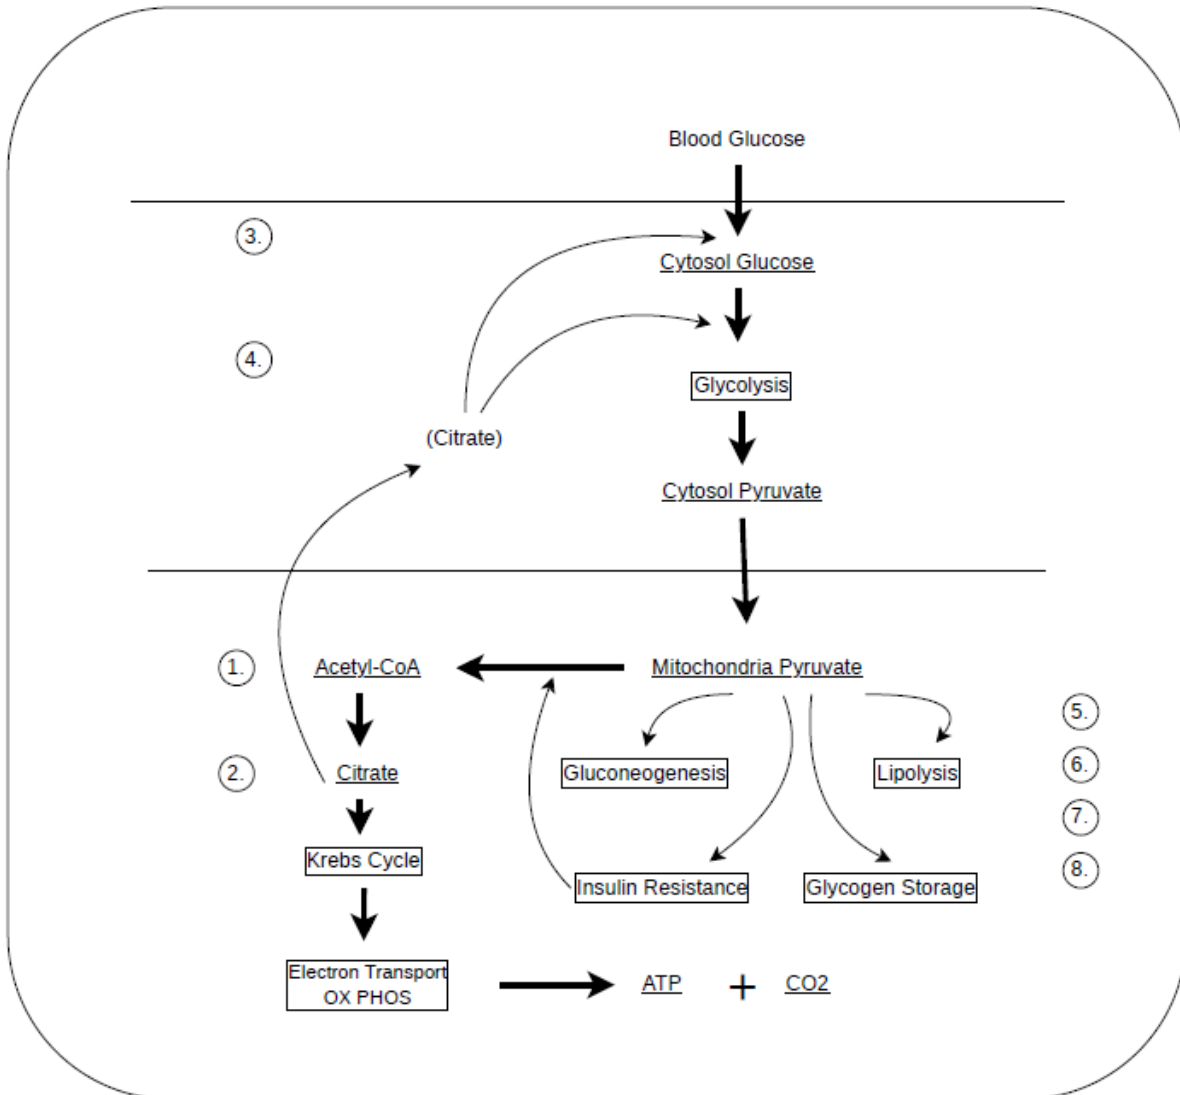 Blood Glucose
3.
Cytosol Glucose
4.
Glycolysis
(Citrate)
Cytosol Pyruvate
1.
Acetyl-CoA
Mitochondria Pyruvate
5.
2.
Citrate
Gluconeogenesis
Lipolysis
6.
7.
Krebs Cycle
Insulin Resistance
Glycogen Storage
8.
Electron Transport
OX PHOS
ATP
+
CO2